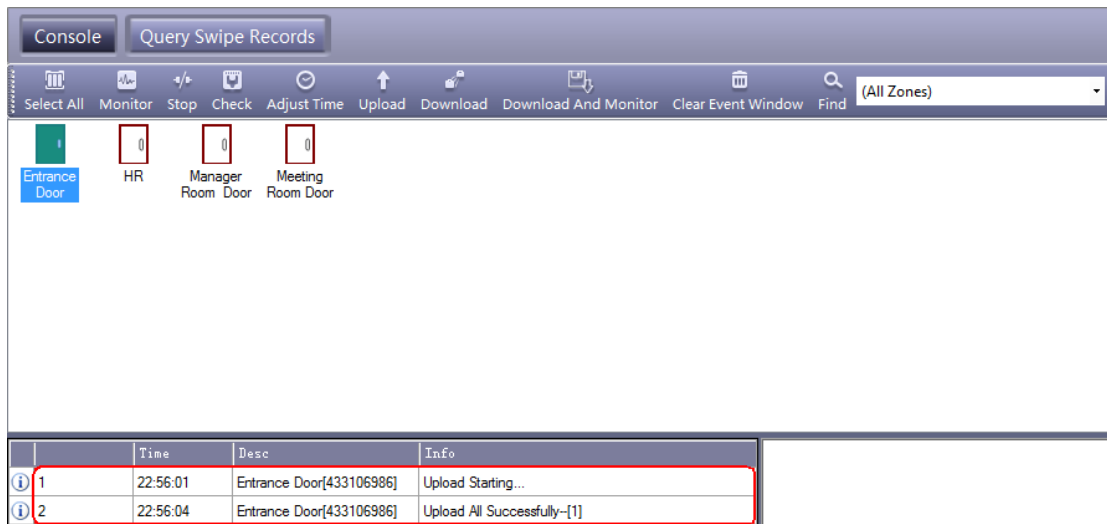 Console Query Swipe Records
Select All Monitor Stop Check Adjust Time Upload Download Download And Monitor Clear Event Window Find (All Zones)
Entrance Door
HR
Manager Room Door
Meeting Room Door
Time Desc Info
1 22:56:01 Entrance Door[433106986] Upload Starting...
2 22:56:04 Entrance Door[433106986] Upload All Successfully--[1]